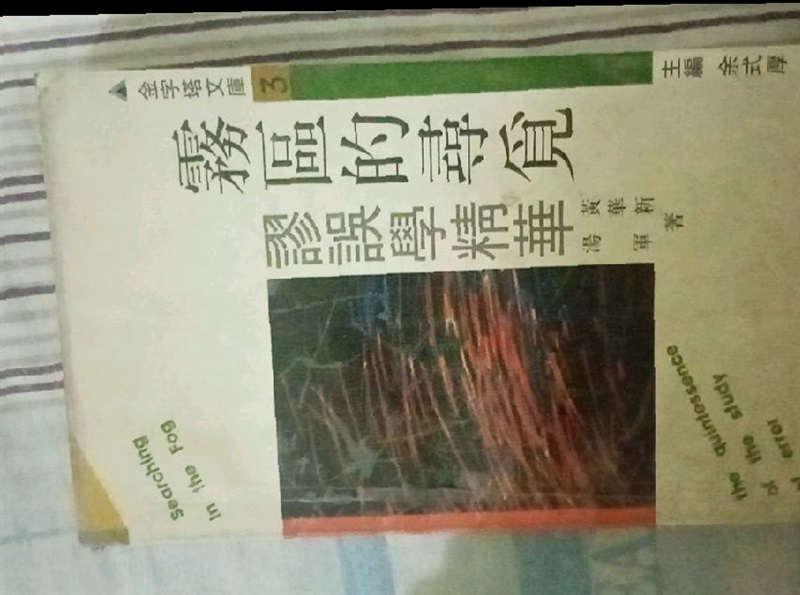 金字塔文庫 3
主編 余式厚
霧區的尋覓
謬誤學精華
黃華新
湯軍
著
searching
In the Fog
the quintessence
of the study
error